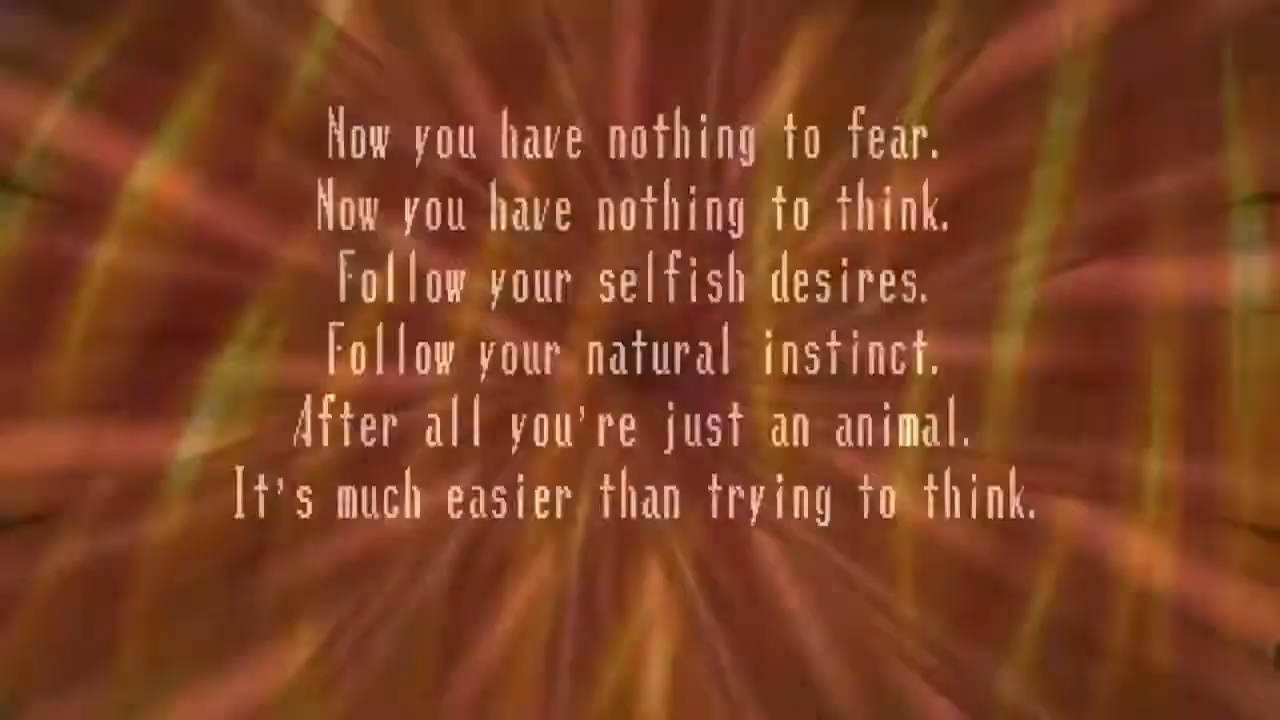 Now you have nothing to fear.
Now you have nothing to think.
Follow your selfish desires.
Follow your natural instinct.
After all you're just an animal.
It's much easier than trying to think.